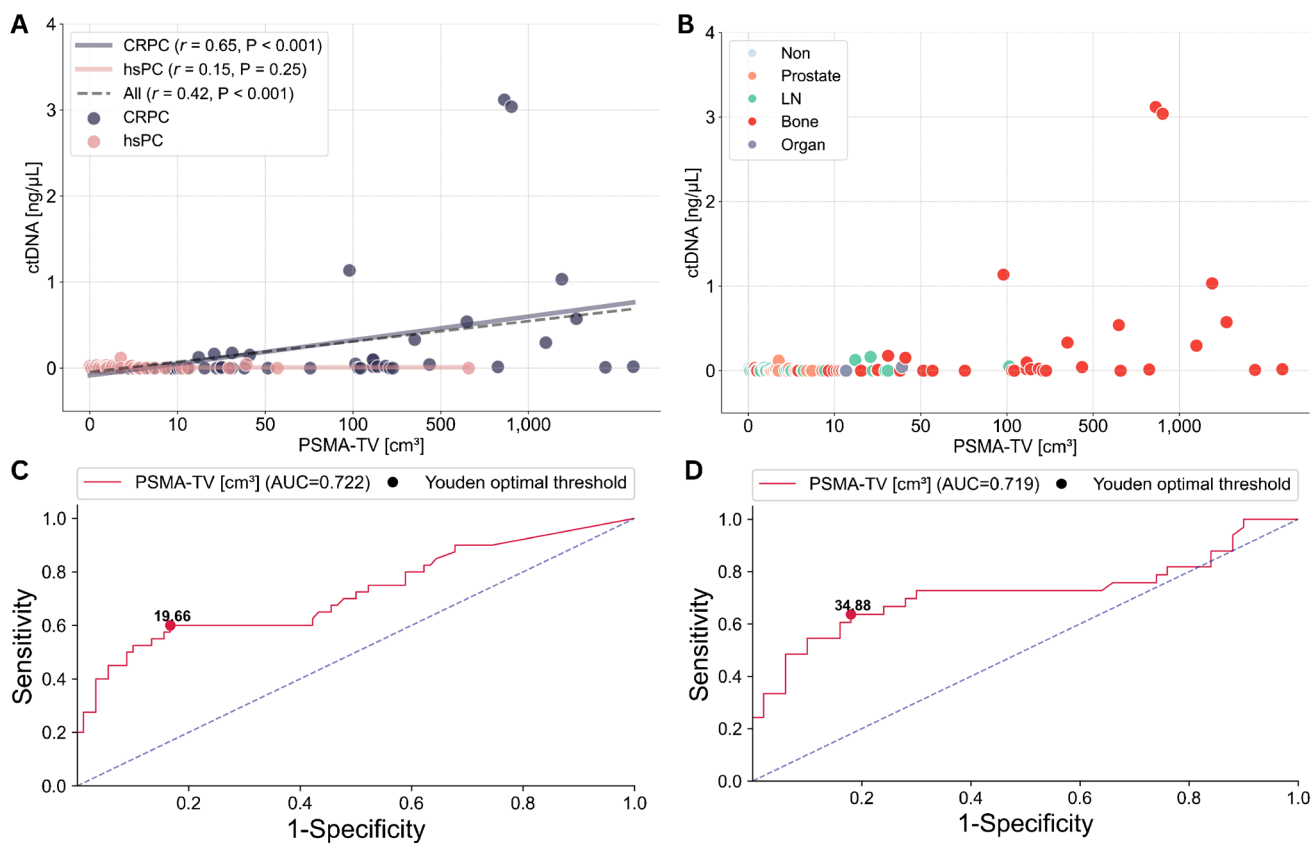 A
4
3
2
1
0
ctDNA [ng/μL]
CRPC (r = 0.65, P < 0.001)
hsPC (r = 0.15, P = 0.25)
All (r = 0.42, P < 0.001)
CRPC
hsPC
0 10 50 100 500 1,000
PSMA-TV [cm³]
B
4
3
2
1
0
ctDNA [ng/μL]
Non
Prostate
LN
Bone
Organ
0 10 50 100 500 1,000
PSMA-TV [cm³]
C
PSMA-TV [cm³] (AUC=0.722) Youden optimal threshold
1.0
0.8
0.6
0.4
0.2
0.0
Sensitivity
19.66
0.2 0.4 0.6 0.8 1.0
1-Specificity
D
PSMA-TV [cm³] (AUC=0.719) Youden optimal threshold
1.0
0.8
0.6
0.4
0.2
0.0
Sensitivity
34.88
0.2 0.4 0.6 0.8 1.0
1-Specificity